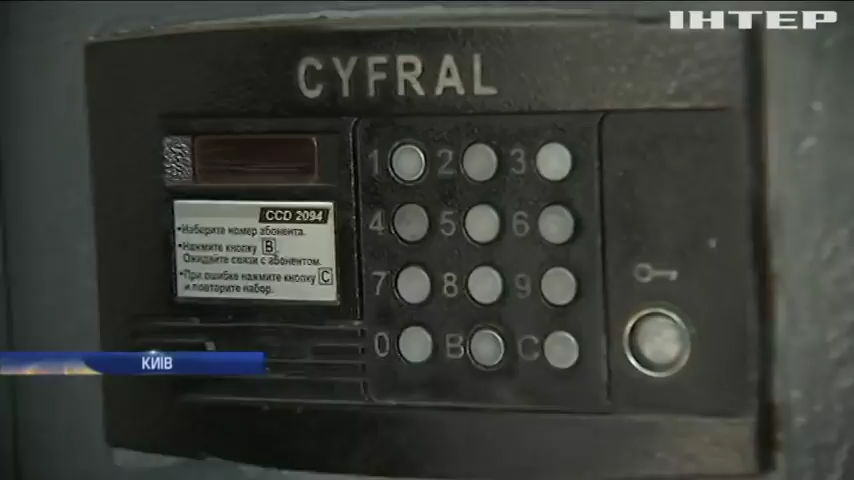 ІНТЕР
CYFRAL
1 2 3
CCD 2094
•Наберите номер абонента.
4 5 6
•Нажмите кнопку B.
Ожидайте связи с абонентом.
•При ошибке нажмите кнопку C
и повторите набор.
7 8 9
0 B C
КИЇВ